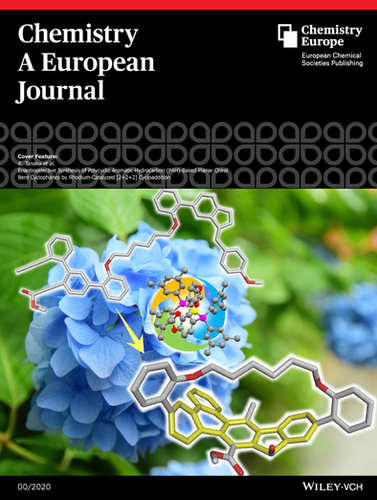 Chemistry
A European
Journal
Chemistry
Europe
European Chemical
Societies Publishing
Cover Feature:
K. Tanaka et al.
Enantioselective Synthesis of Polycyclic Aromatic Hydrocarbon (PAH)-Based Planar Chiral
Bent Cyclophanes by Rhodium-Catalyzed [2+2+2] Cycloaddition
00/2020
WILEY-VCH